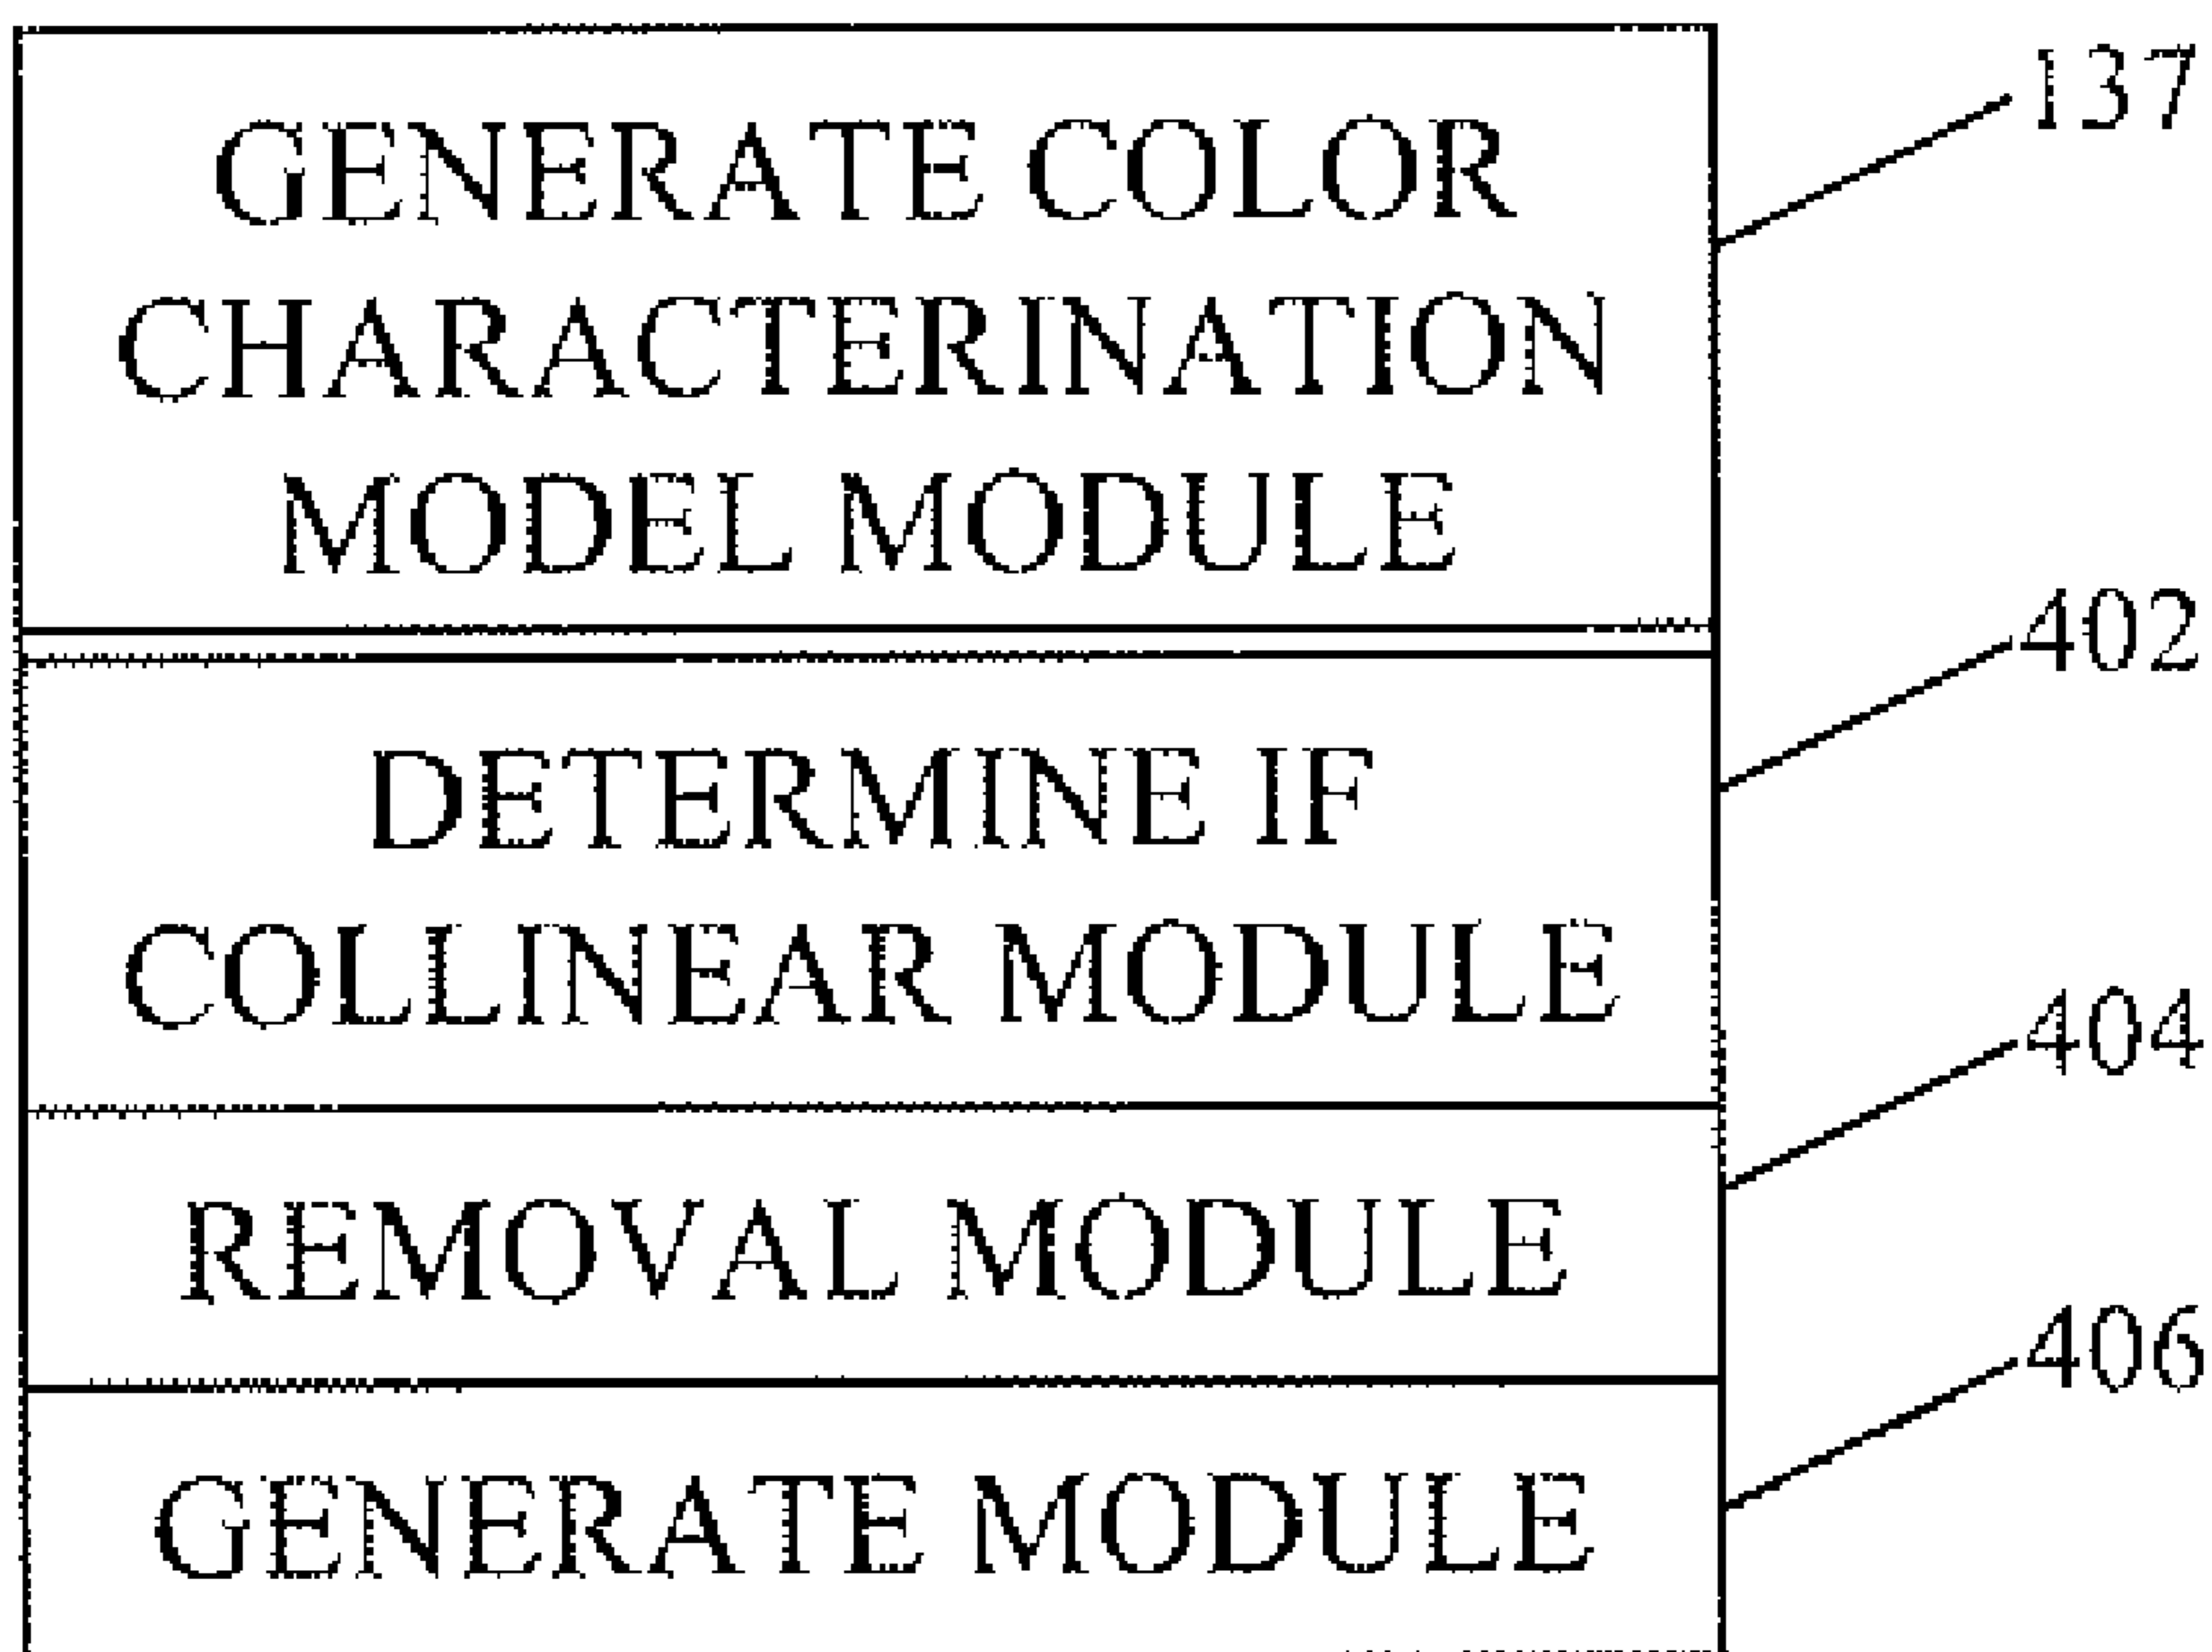 GENERATE COLOR
CHARACTERINATION
MODEL MODULE
137
DETERMINE IF
COLLINEAR MODULE
402
REMOVAL MODULE
404
GENERATE MODULE
406